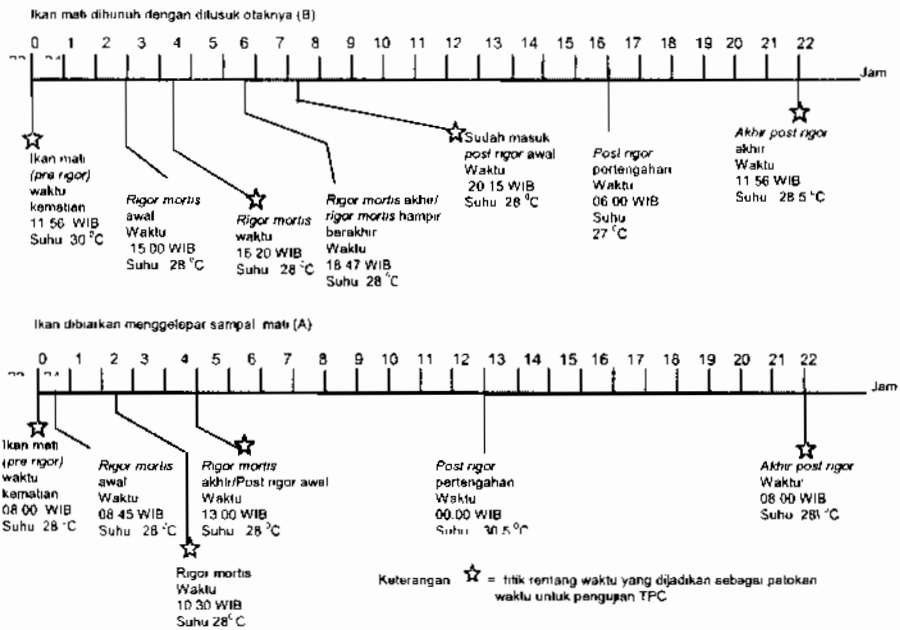 Ikan mati dihunuh dengan ditusuk otaknya (B)
0 1 2 3 4 5 6 7 8 9 10 11 12 13 14 15 16 17 18 19 20 21 22
Jam
Ikan mati
(pre rigor)
waktu
kematian
11 56 WIB
Suhu 30 °C
Rigor mortis
awal
Waktu
15 00 WIB
Suhu 28 °C
Rigor mortis
waktu
16 20 WIB
Suhu 28 °C
Rigor mortis akhir/
rigor mortis hampir
berakhir
Waktu
18 47 WIB
Suhu 28 °C
Sudah masuk
post rigor awal
Waktu
20 15 WIB
Suhu 28 °C
Post rigor
pertengahan
Waktu
06 00 WIB
Suhu
27 °C
Akhir post rigor
akhir
Waktu
11 56 WIB
Suhu 28 5 °C
Ikan dibiarkan menggelepar sampai mati (A)
0 1 2 3 4 5 6 7 8 9 10 11 12 13 14 15 16 17 18 19 20 21 22
Jam
Ikan mati
(pre rigor)
waktu
kematian
08 00 WIB
Suhu 28 °C
Rigor mortis
awal
Waktu
08 45 WIB
Suhu 28 °C
Rigor mortis
Waktu
10 30 WIB
Suhu 28°C
Rigor mortis
akhir/Post rigor awal
Waktu
13 00 WIB
Suhu 28 °C
Post rigor
pertengahan
Waktu
00.00 WIB
Suhu 30 5 °C
Akhir post rigor
Waktu
08 00 WIB
Suhu 28 °C
Keterangan ☆ = titik rentang waktu yang dijadikan sebagai patokan
waktu untuk pengujian TPC